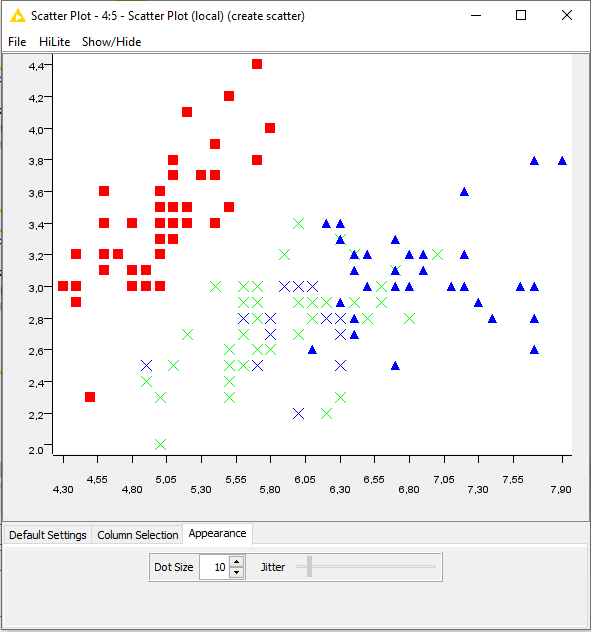 Scatter Plot - 4:5 - Scatter Plot (local) (create scatter)
File HiLite Show/Hide
4,4
4,2
4,0
3,8
3,6
3,4
3,2
3,0
2,8
2,6
2,4
2,2
2,0
4,55 5,05 5,55 6,05 6,55 7,05 7,55
4,30 4,80 5,30 5,80 6,30 6,80 7,30 7,90
Default Settings Column Selection Appearance
Dot Size 10 Jitter